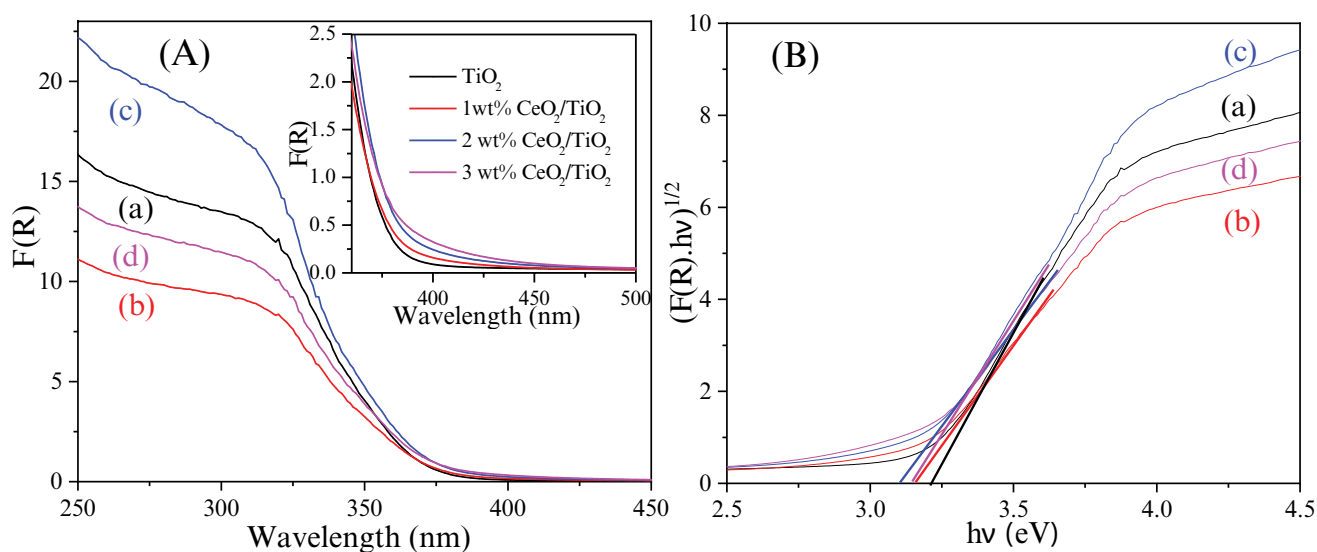 (A)
F(R)
20
15
10
5
0
250
300
350
400
450
Wavelength (nm)
(c)
(a)
(d)
(b)
F(R)
2.5
2.0
1.5
1.0
0.5
0.0
400
450
500
Wavelength (nm)
TiO₂
1wt% CeO₂/TiO₂
2 wt% CeO₂/TiO₂
3 wt% CeO₂/TiO₂
(B)
(F(R).hν)^1/2
10
8
6
4
2
0
2.5
3.0
3.5
4.0
4.5
hν (eV)
(c)
(a)
(d)
(b)